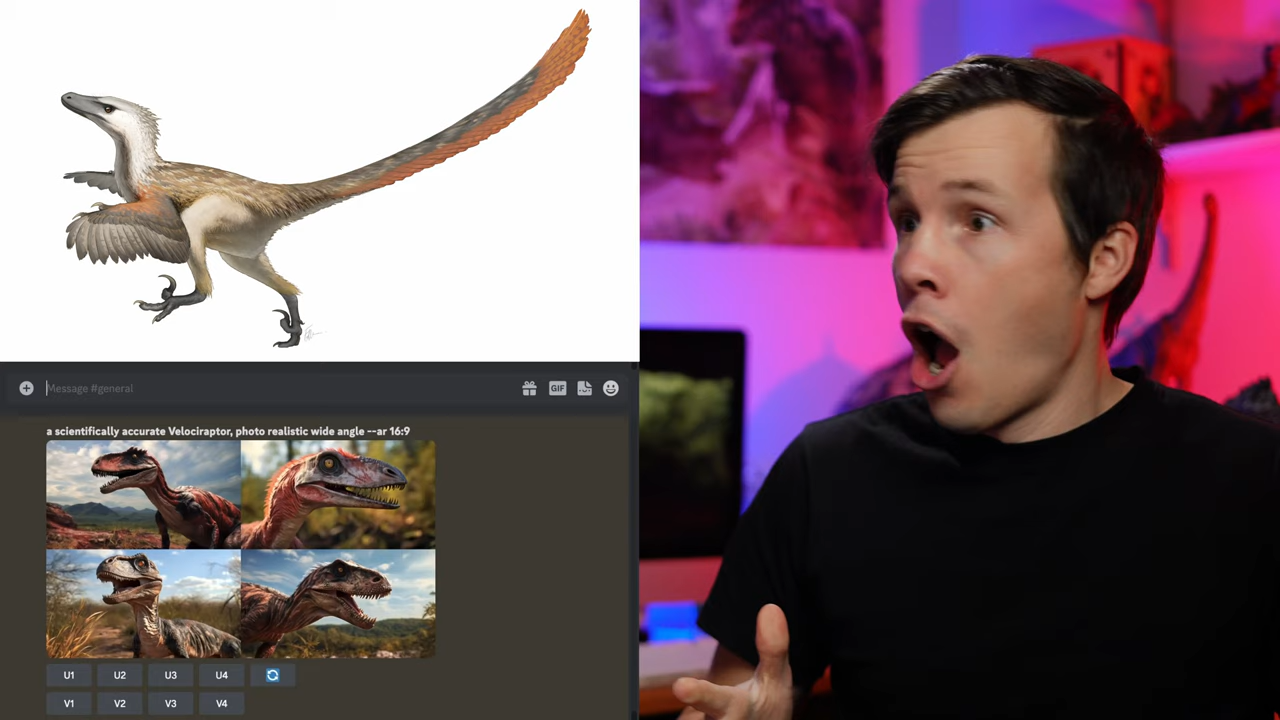 Message #general
GIF
a scientifically accurate Velociraptor, photo realistic wide angle --ar 16:9
U1 U2 U3 U4
V1 V2 V3 V4